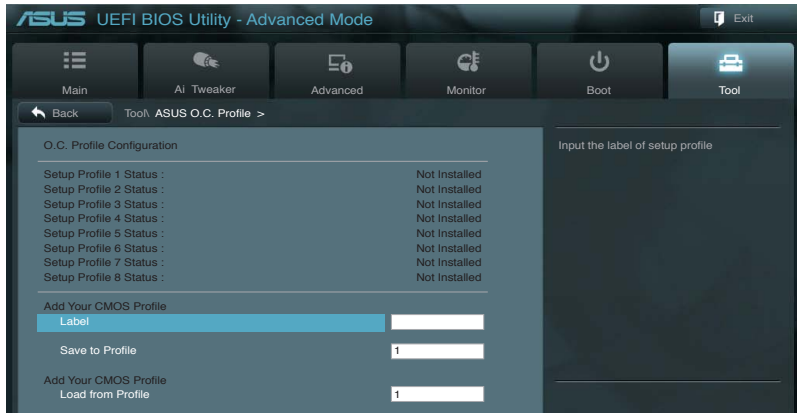 ASUS UEFI BIOS Utility - Advanced Mode
Exit
Main
Ai Tweaker
Advanced
Monitor
Boot
Tool
Back
Tool\ ASUS O.C. Profile >
O.C. Profile Configuration
Input the label of setup profile
Setup Profile 1 Status : Not Installed
Setup Profile 2 Status : Not Installed
Setup Profile 3 Status : Not Installed
Setup Profile 4 Status : Not Installed
Setup Profile 5 Status : Not Installed
Setup Profile 6 Status : Not Installed
Setup Profile 7 Status : Not Installed
Setup Profile 8 Status : Not Installed
Add Your CMOS Profile
Label
Save to Profile 1
Add Your CMOS Profile
Load from Profile 1